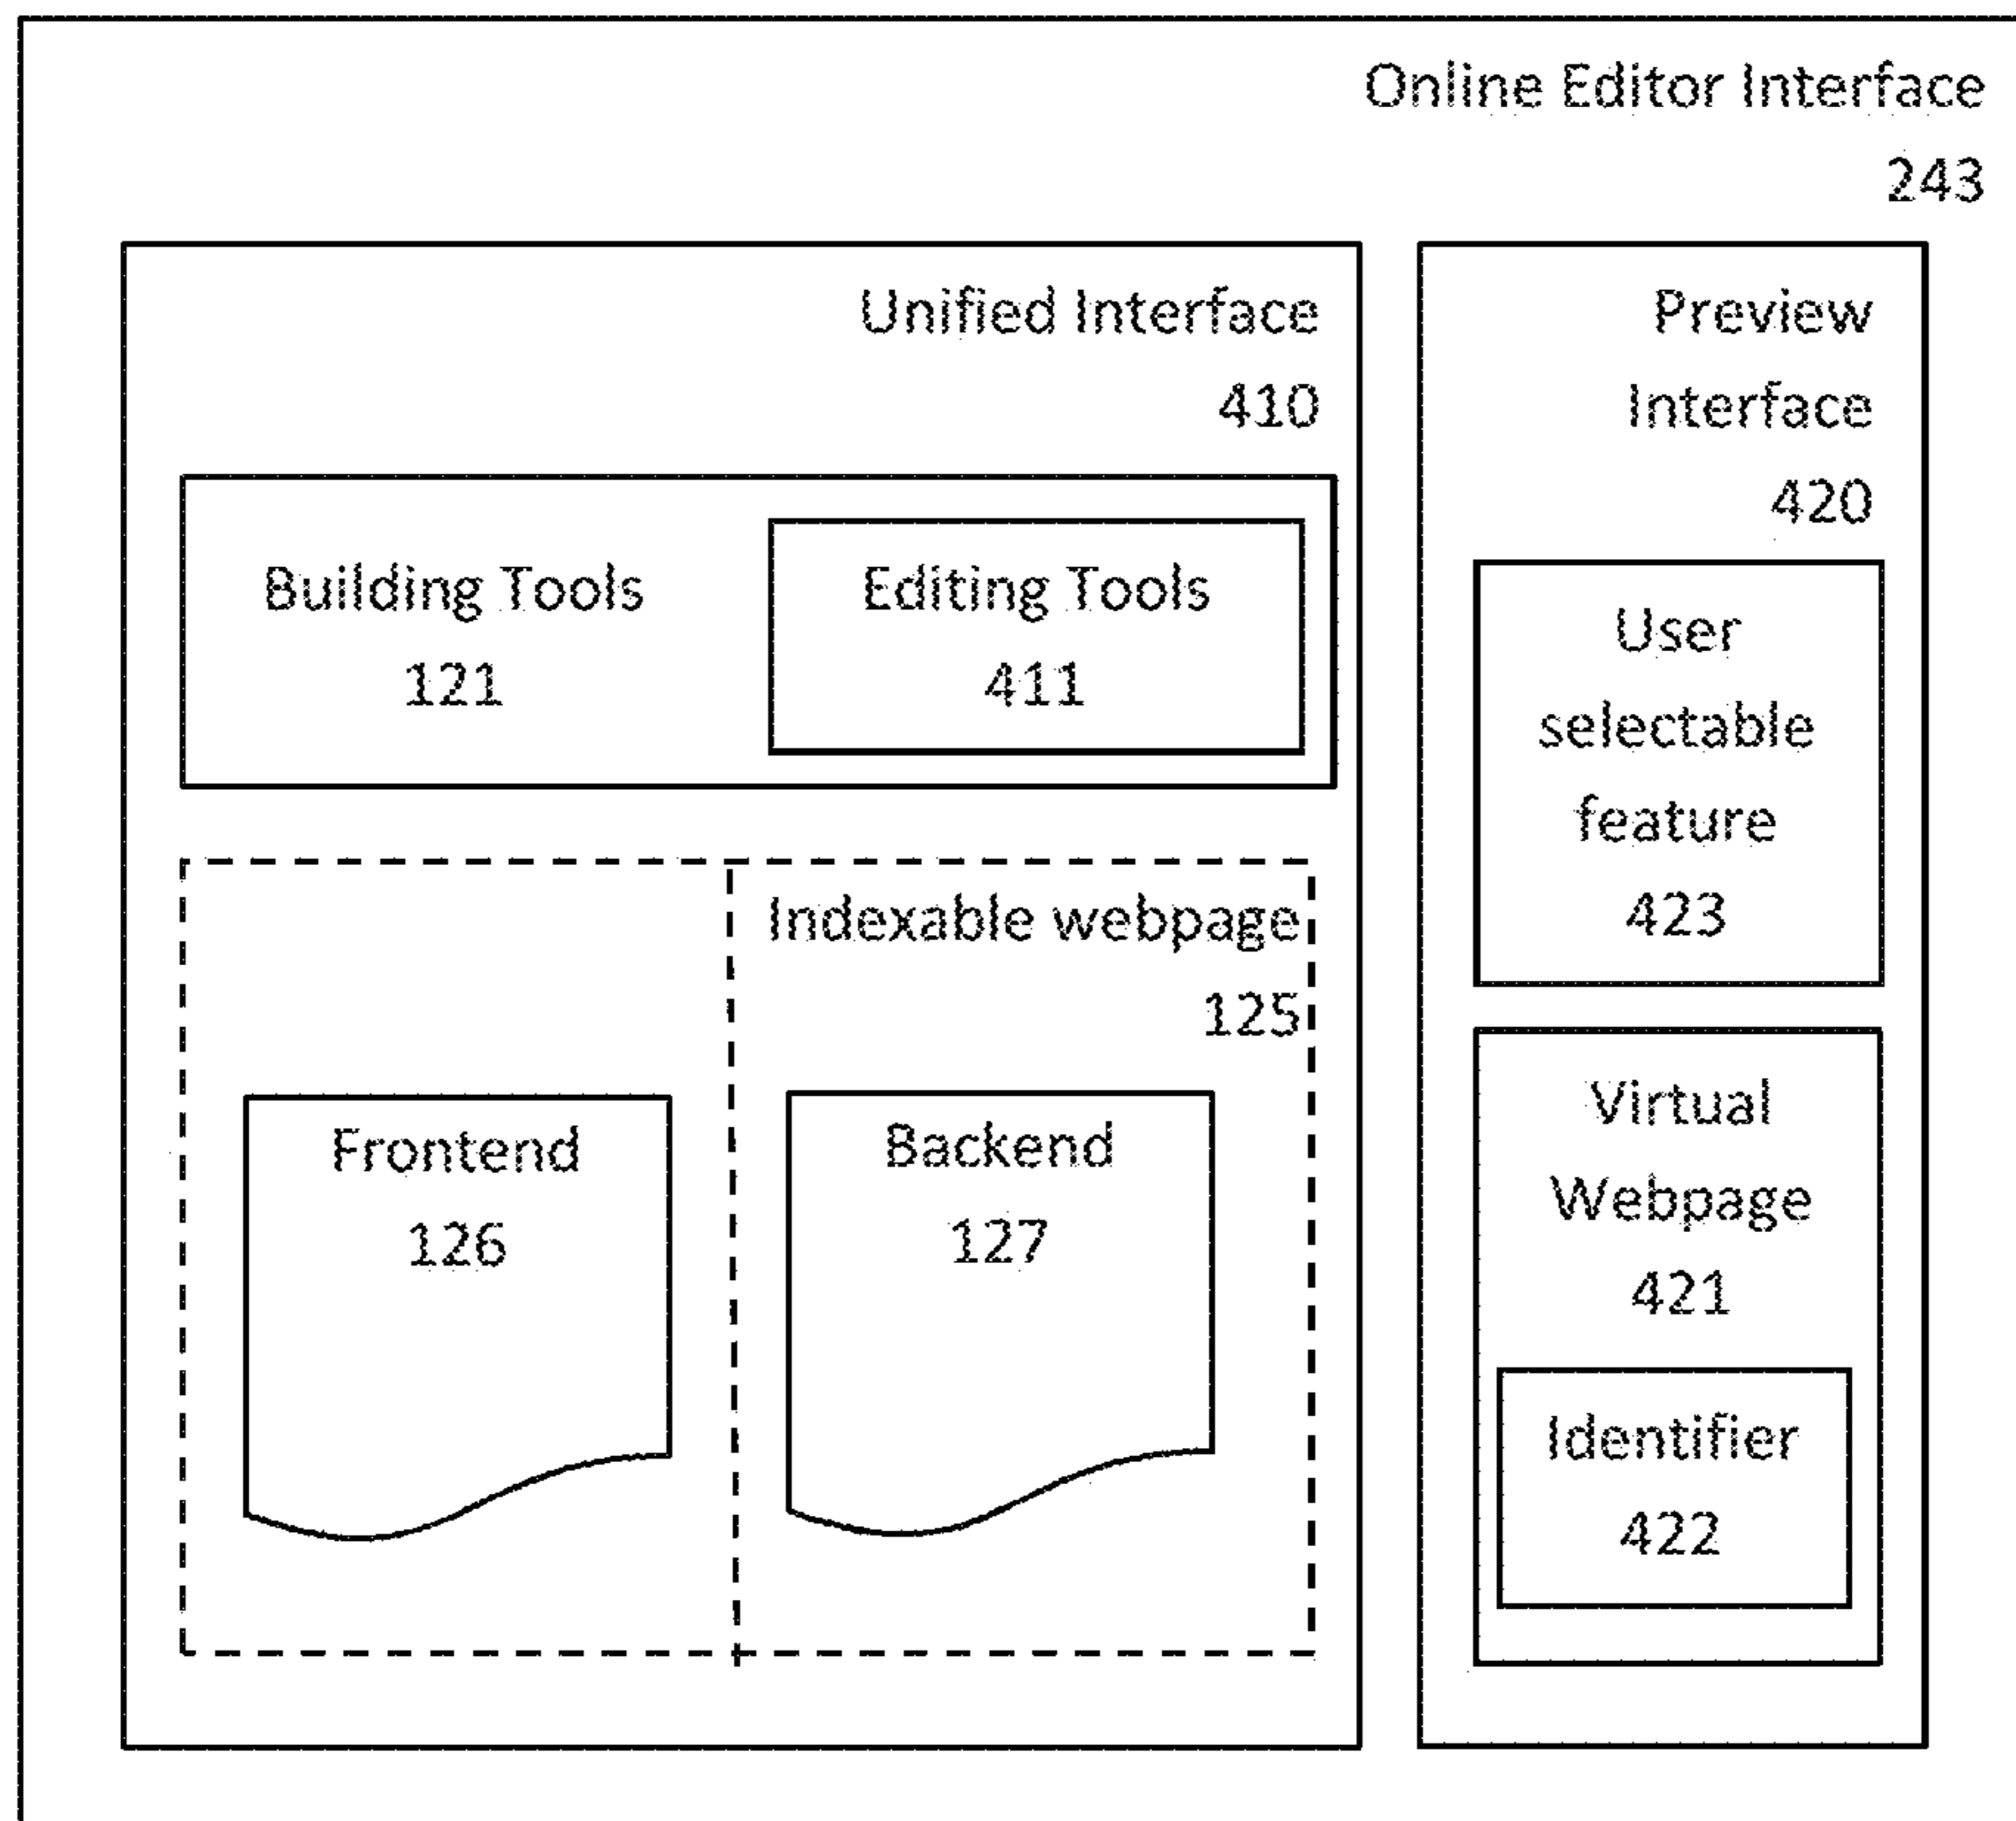 Online Editor Interface
243
Unified Interface
410
Building Tools
121
Editing Tools
411
Indexable webpage
125
Frontend
126
Backend
127
Preview
Interface
420
User
selectable
feature
423
Virtual
Webpage
421
Identifier
422